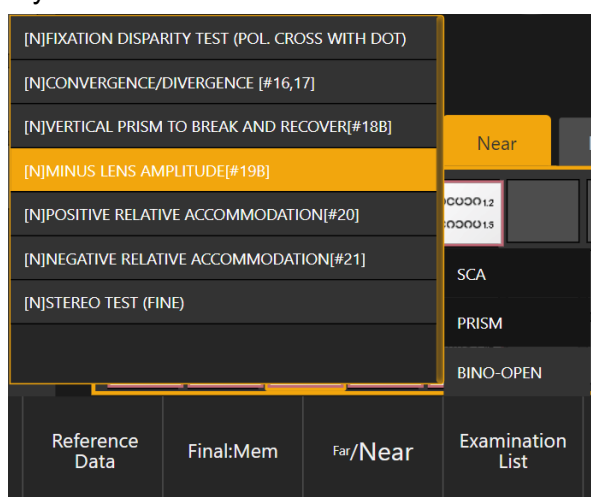 [N]FIXATION DISPARITY TEST (POL. CROSS WITH DOT)
[N]CONVERGENCE/DIVERGENCE [#16,17]
[N]VERTICAL PRISM TO BREAK AND RECOVER[#18B]
[N]MINUS LENS AMPLITUDE[#19B]
[N]POSITIVE RELATIVE ACCOMMODATION[#20]
[N]NEGATIVE RELATIVE ACCOMMODATION[#21]
[N]STEREO TEST (FINE)
Near
1.2
1.5
SCA
PRISM
BINO-OPEN
Reference
Data
Final:Mem
Far/Near
Examination
List